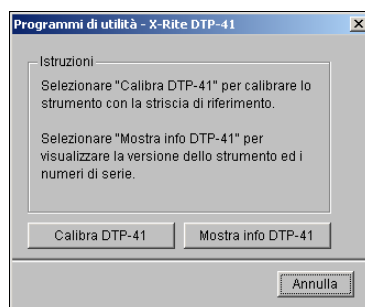 Programmi di utilità - X-Rite DTP-41
Istruzioni
Selezionare "Calibra DTP-41" per calibrare lo
strumento con la striscia di riferimento.
Selezionare "Mostra info DTP-41" per
visualizzare la versione dello strumento ed i
numeri di serie.
Calibra DTP-41 Mostra info DTP-41
Annulla